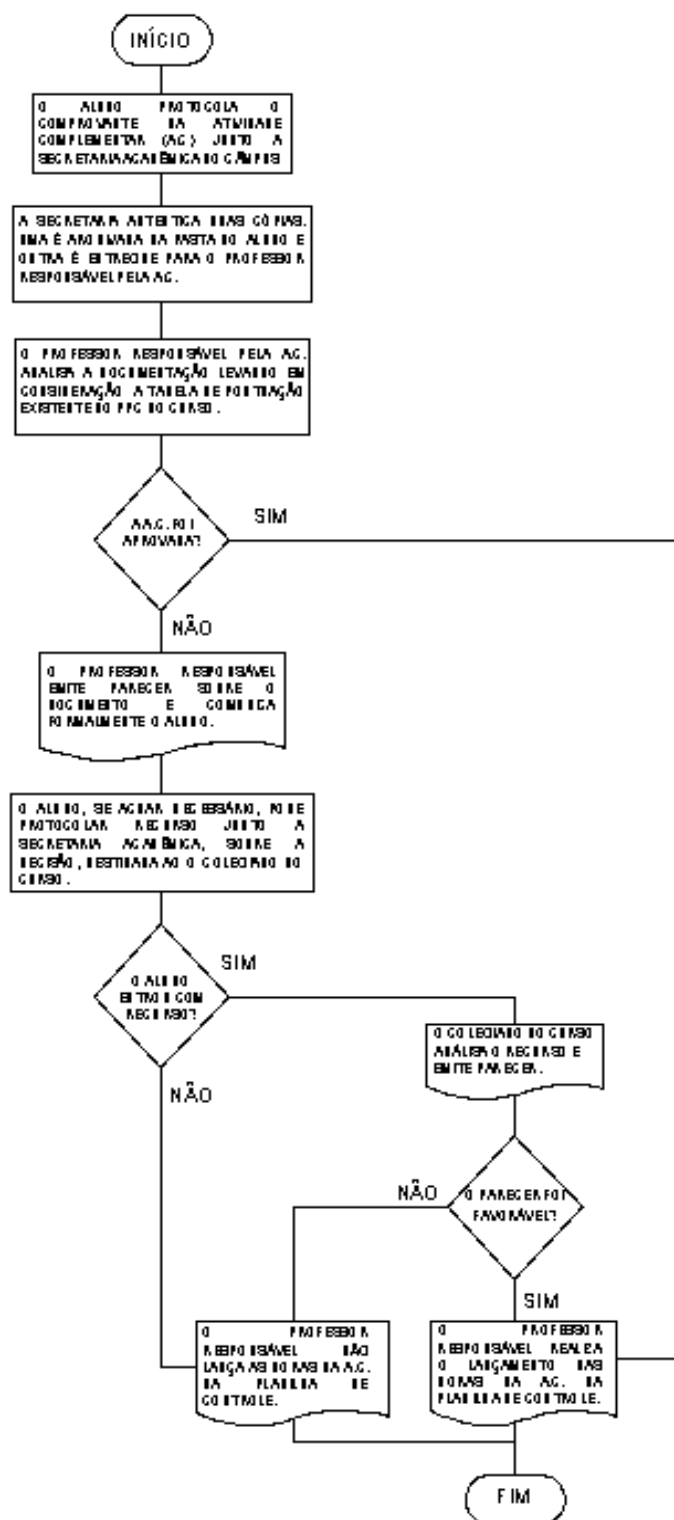 INÍCIO
O ALUNO PROTOCOLA O
COMPROVANTE DA ATIVIDADE
COMPLEMENTAR (AC) JUNTO A
SECRETARIA ACADÊMICA DO CÂMPUS
A SECRETARIA AUTENTICA DUAS CÓPIAS.
UMA É ARQUIVADA NA PASTA DO ALUNO E
OUTRA É ENTREGUE PARA O PROFESSOR
RESPONSÁVEL PELA AC.
O PROFESSOR RESPONSÁVEL PELA A.C.
ANALISA A DOCUMENTAÇÃO LEVANDO EM
CONSIDERAÇÃO A TABELA DE PONTUAÇÃO
EXISTENTE NO PPC DO CURSO.
A A.C. FOI
APROVADA?
SIM
NÃO
O PROFESSOR RESPONSÁVEL
EMITE PARECER SOBRE O
DOCUMENTO E COMUNICA
FORMALMENTE O ALUNO.
O ALUNO, SE ACHAR NECESSÁRIO, PODE
PROTOCOLAR RECURSO JUNTO A
SECRETARIA ACADÊMICA, SOBRE A
DECISÃO, DESTINADA AO O COLEGIADO DO
CURSO.
SIM
O ALUNO
ENTROU COM
RECURSO?
NÃO
O COLEGIADO DO CURSO
ANÁLISA O RECURSO E
EMITE PARECER.
NÃO
O PARECER FOI
FAVORÁVEL?
SIM
O PROFESSOR
RESPONSÁVEL NÃO
LANÇA AS HORAS DA A.C.
NA PLANILHA DE
CONTROLE.
O PROFESSOR
RESPONSÁVEL REALIZA
O LANÇAMENTO DAS
HORAS DA AC. NA
PLANILHA DE CONTROLE.
FIM